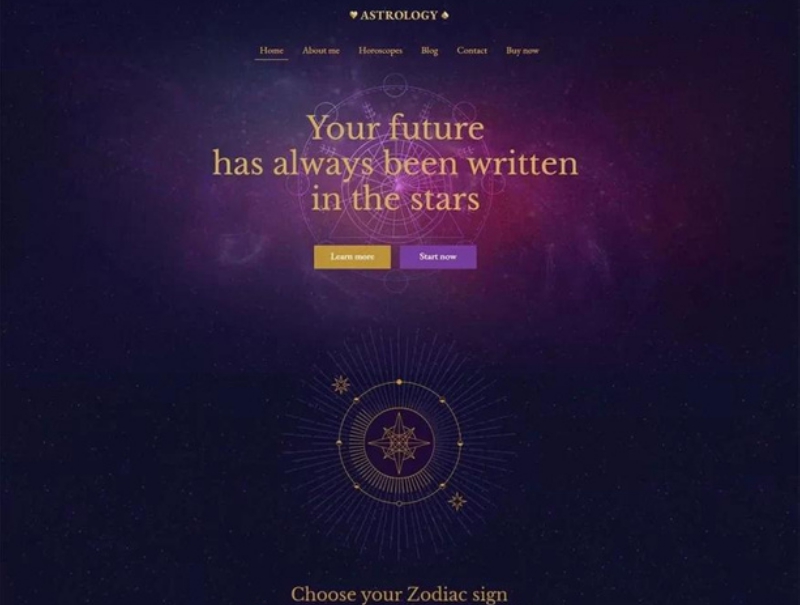 ASTROLOGY
Home About me Horoscopes Blog Contact Buy now
Your future
has always been written
in the stars
Learn more Start now
Choose your Zodiac sign